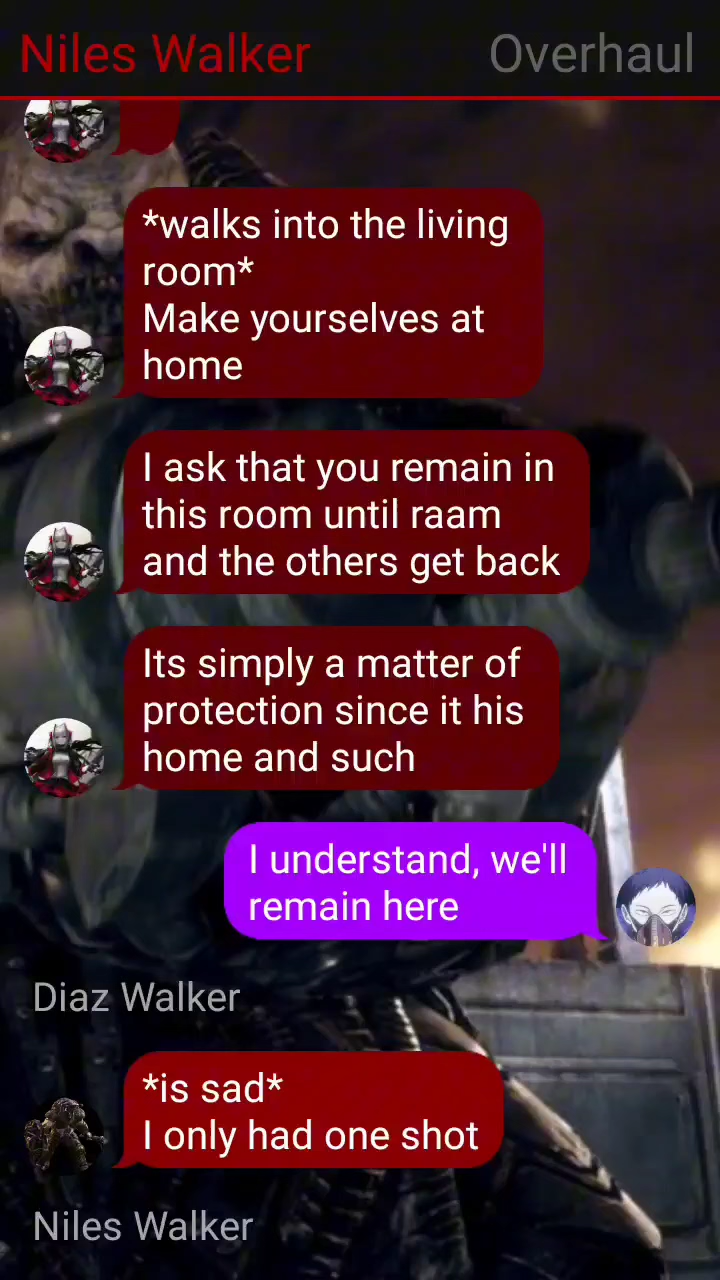 Niles Walker Overhaul
*walks into the living
room*
Make yourselves at
home
I ask that you remain in
this room until raam
and the others get back
Its simply a matter of
protection since it his
home and such
I understand, we'll
remain here
Diaz Walker
*is sad*
I only had one shot
Niles Walker